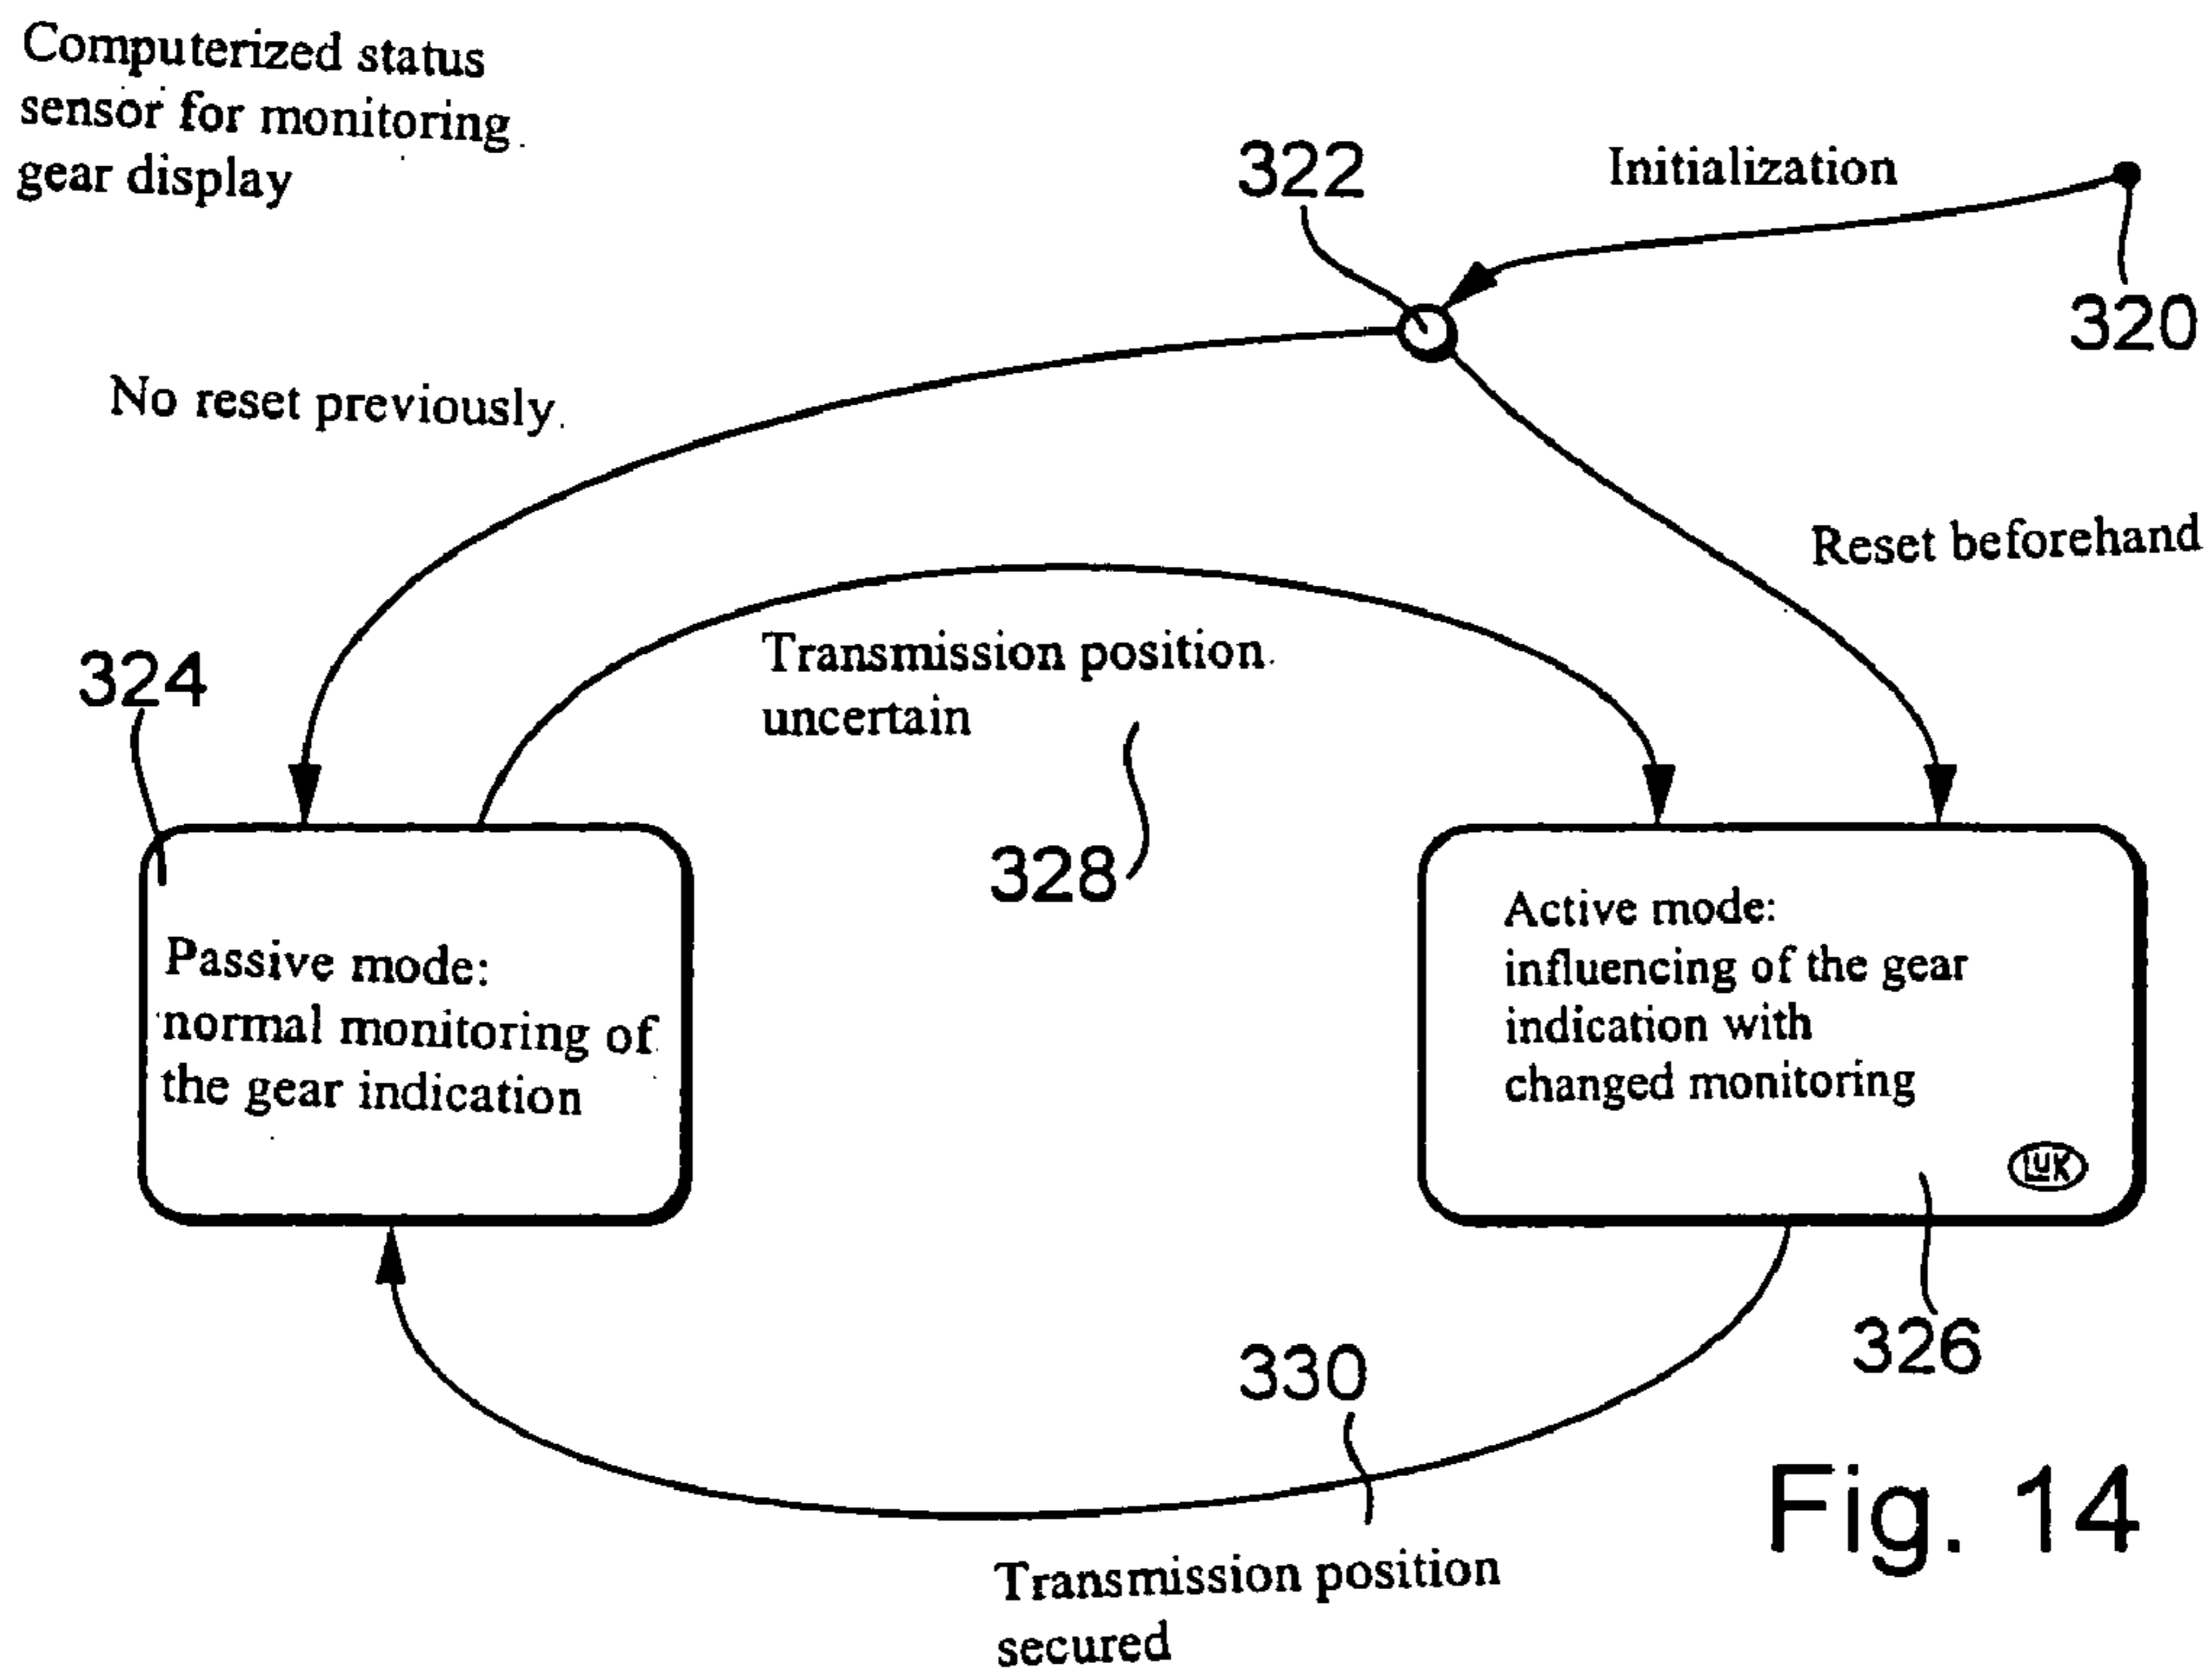 Computerized status
sensor for monitoring
gear display
322
Initialization
320
No reset previously.
Reset beforehand
324
Transmission position
uncertain
328
Passive mode:
normal monitoring of
the gear indication
Active mode:
influencing of the gear
indication with
changed monitoring
LUK
326
330
Fig. 14
Transmission position
secured